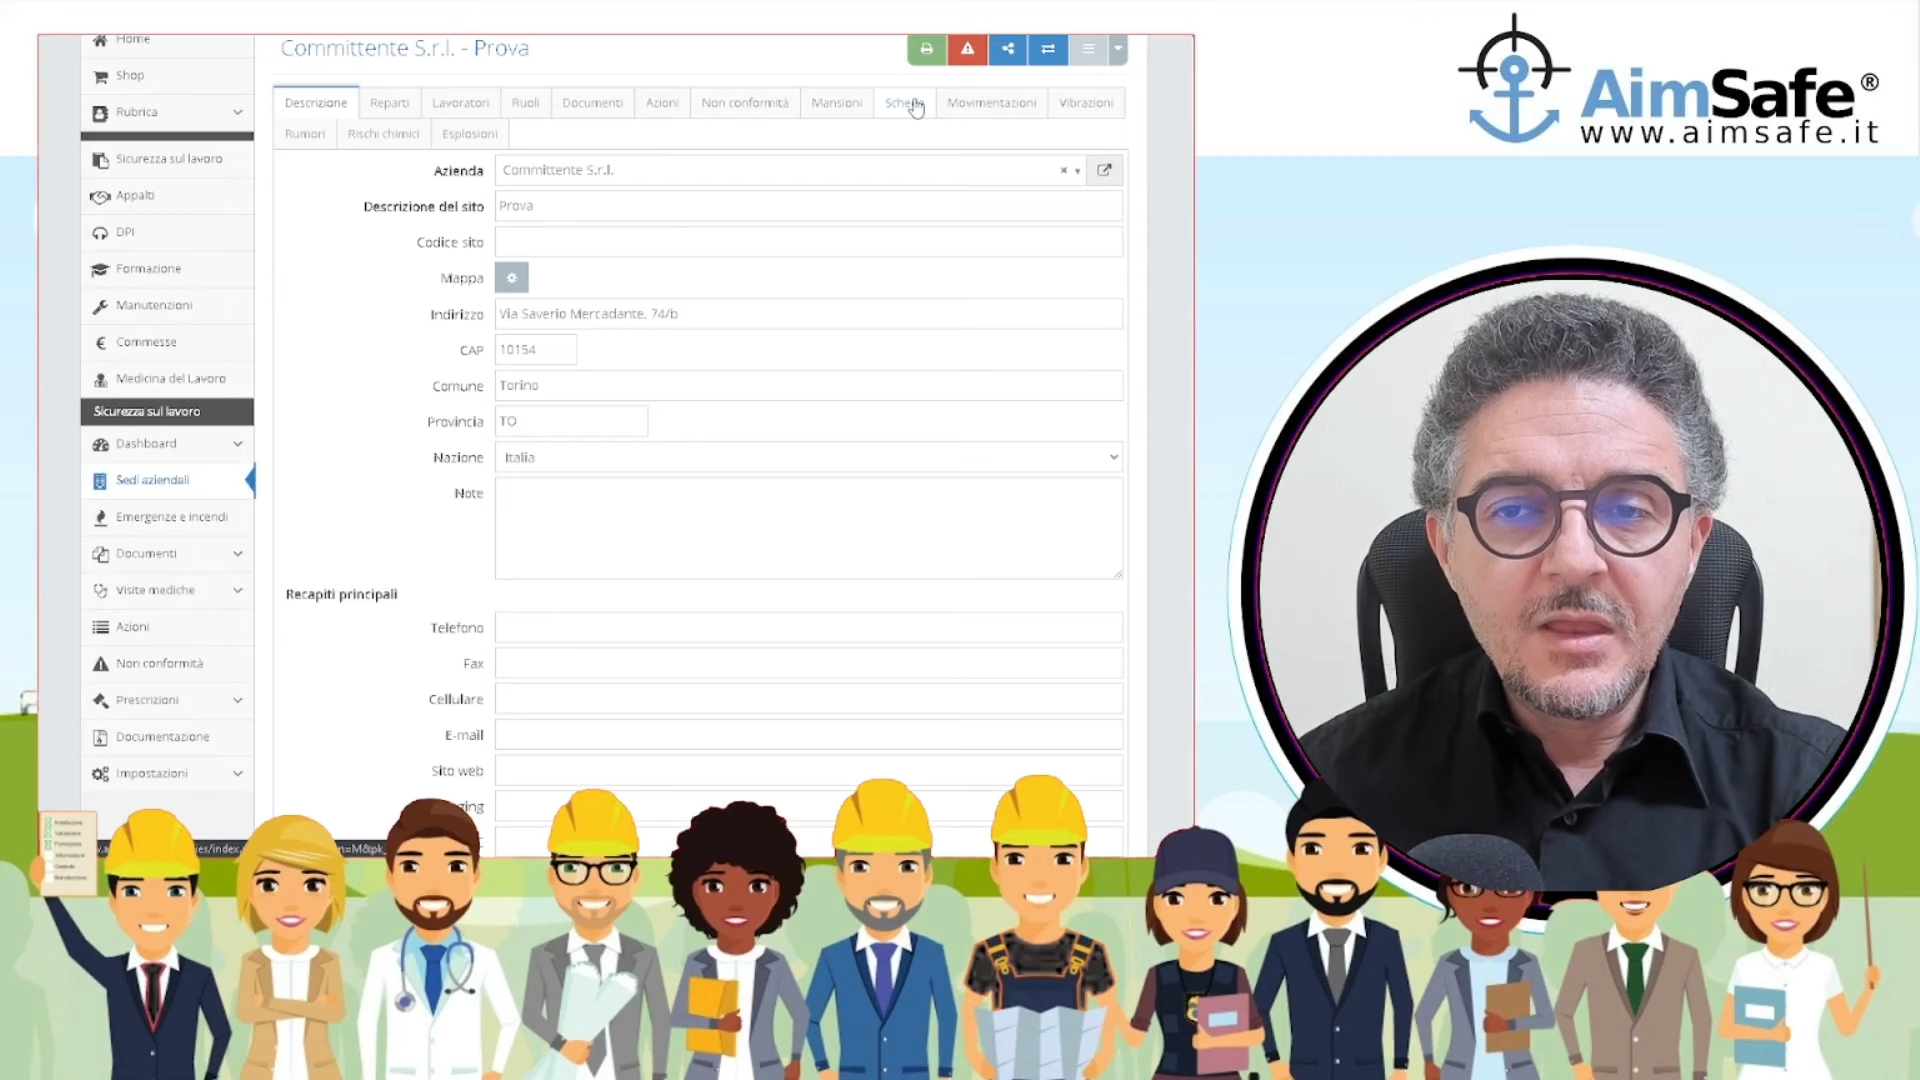 Home
Committente S.r.l. - Prova
AimSafe®
www.aimsafe.it
Shop
Rubrica
Sicurezza sul lavoro
Appalti
DPI
Formazione
Manutenzioni
Commesse
Medicina del Lavoro
Sicurezza sul lavoro
Dashboard
Sedi aziendali
Emergenze e incendi
Documenti
Visite mediche
Azioni
Non conformità
Prescrizioni
Documentazione
Impostazioni
Descrizione Reparti Lavoratori Ruoli Documenti Azioni Non conformità Mansioni Movimentazioni Vibrazioni
Rumori Rischi chimici Esplosioni
Azienda Committente S.r.l.
Descrizione del sito Prova
Codice sito
Mappa
Indirizzo Via Saverio Mercadante, 74/b
CAP 10154
Comune Torino
Provincia TO
Nazione Italia
Note
Recapiti principali
Telefono
Fax
Cellulare
E-mail
Sito web